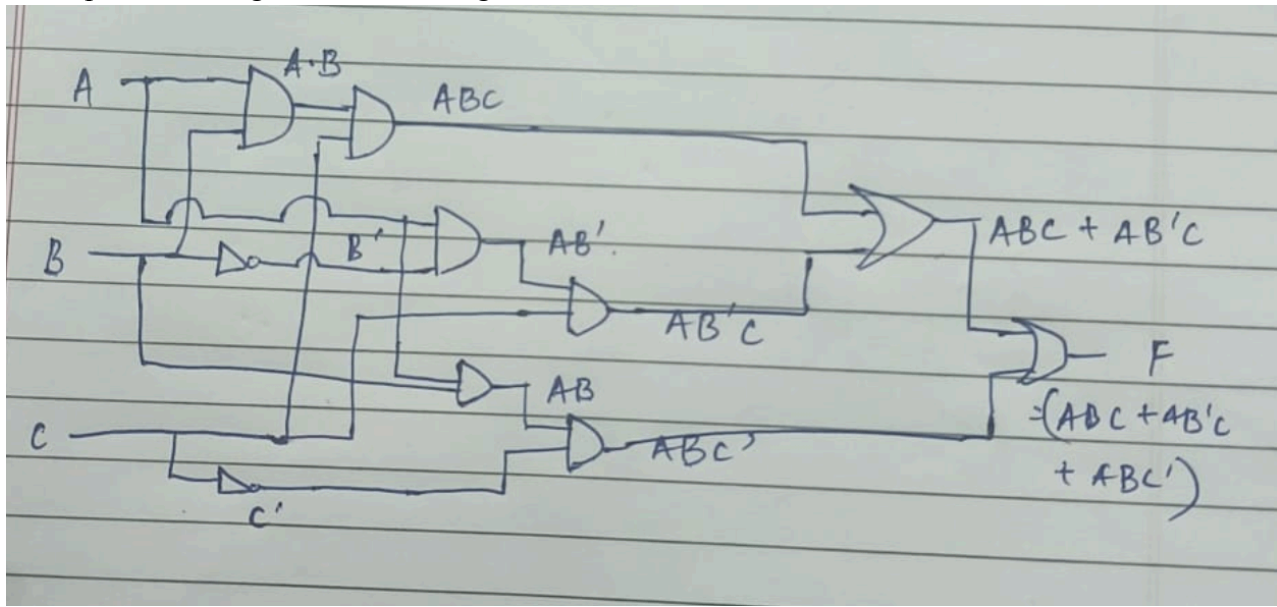 A
A·B
ABC
B
B'
AB'.
ABC + AB'C
AB'C
F
AB
=(ABC + AB'C
+ ABC')
C
ABC'
C'